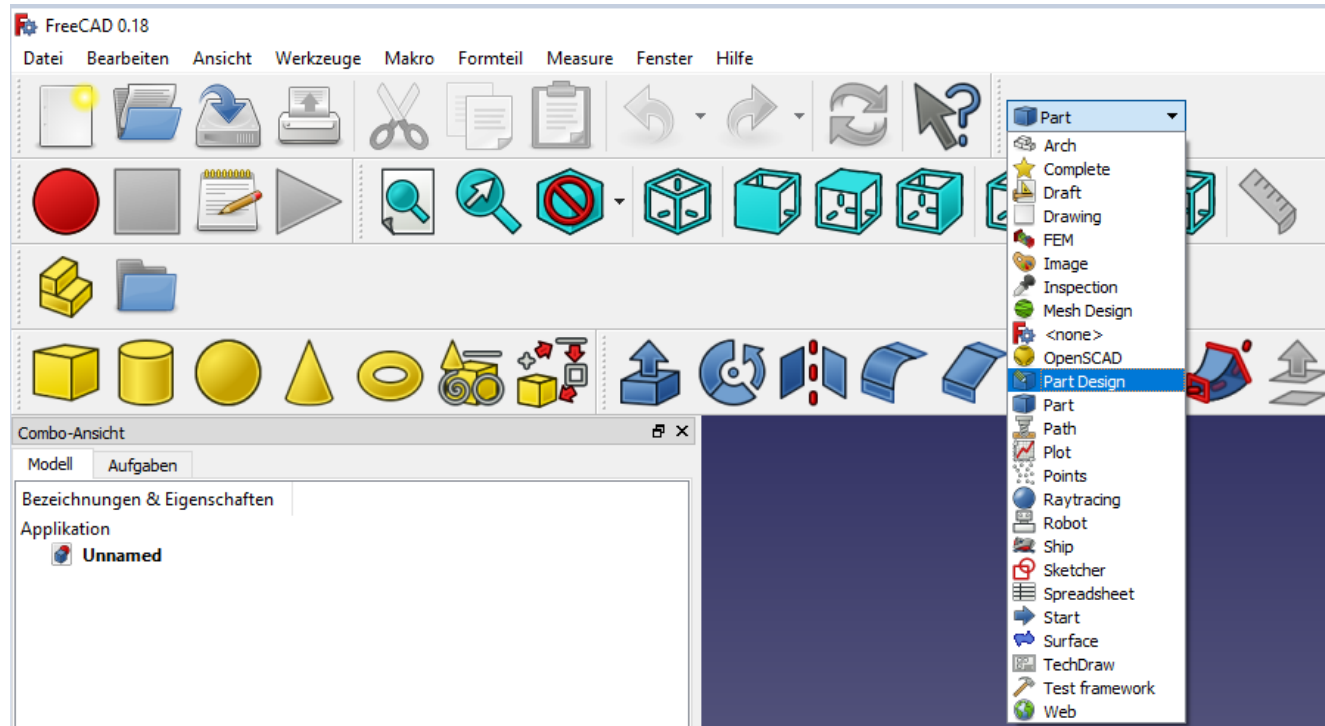 FreeCAD 0.18
Datei Bearbeiten Ansicht Werkzeuge Makro Formteil Measure Fenster Hilfe
Part
Arch
Complete
Draft
Drawing
FEM
Image
Inspection
Mesh Design
<none>
OpenSCAD
Part Design
Part
Path
Plot
Points
Raytracing
Robot
Ship
Sketcher
Spreadsheet
Start
Surface
TechDraw
Test framework
Web
Combo-Ansicht
Modell Aufgaben
Bezeichnungen & Eigenschaften
Applikation
Unnamed